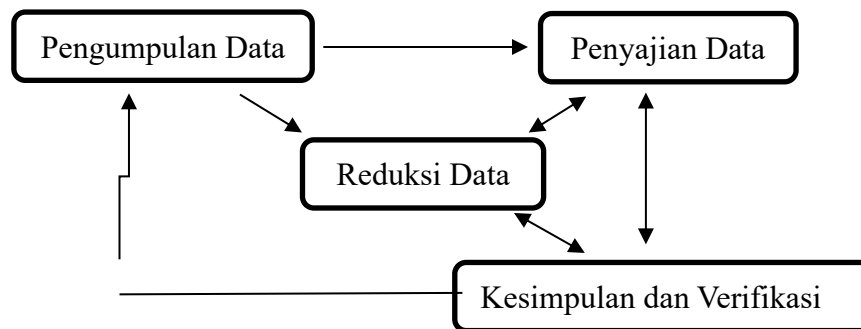 Pengumpulan Data
Penyajian Data
Reduksi Data
Kesimpulan dan Verifikasi